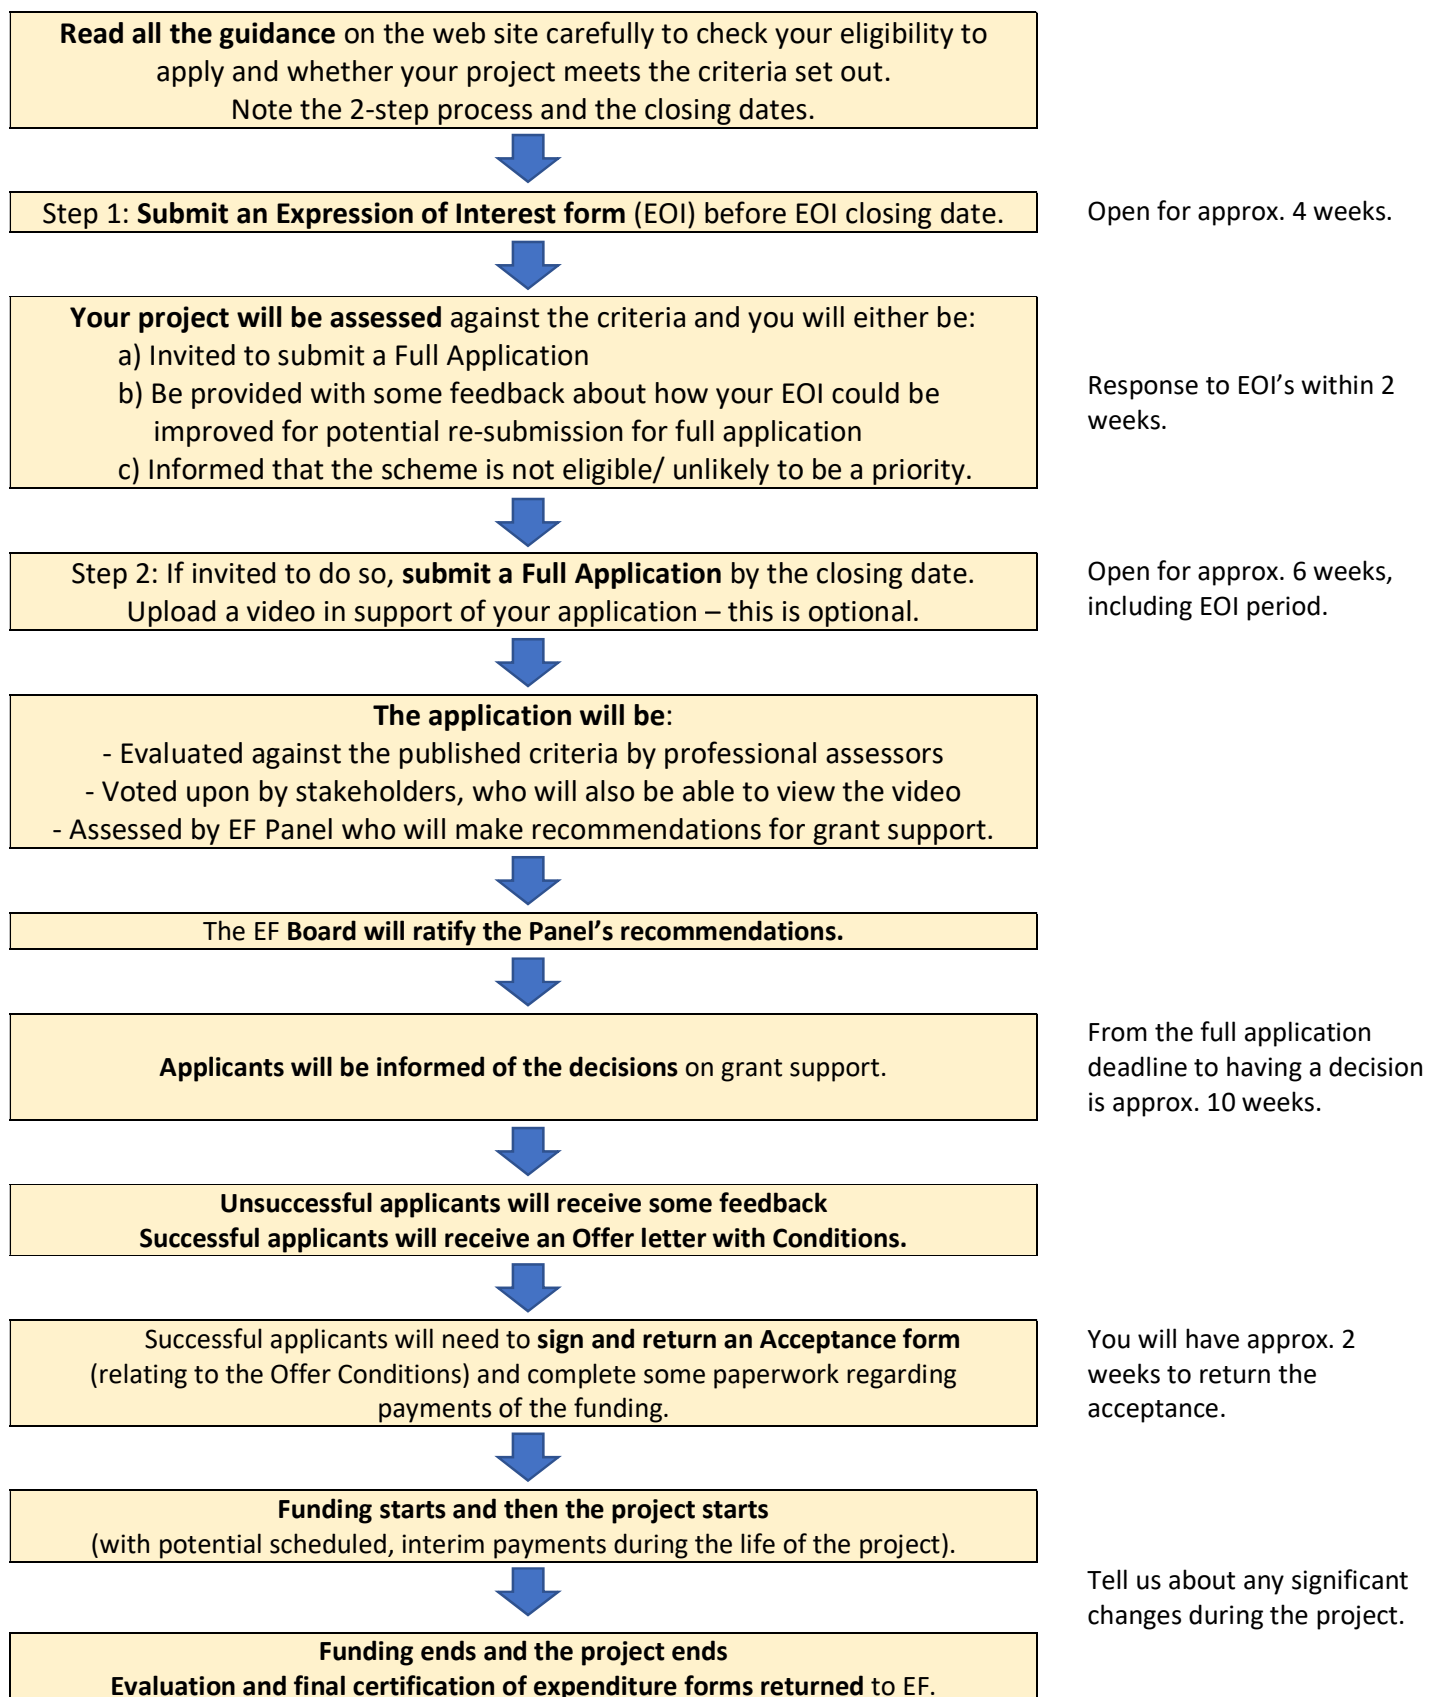 Read all the guidance on the web site carefully to check your eligibility to
apply and whether your project meets the criteria set out.
Note the 2-step process and the closing dates.
Step 1: Submit an Expression of Interest form (EOI) before EOI closing date.
Open for approx. 4 weeks.
Your project will be assessed against the criteria and you will either be:
a) Invited to submit a Full Application
b) Be provided with some feedback about how your EOI could be
improved for potential re-submission for full application
c) Informed that the scheme is not eligible/ unlikely to be a priority.
Response to EOI’s within 2
weeks.
Step 2: If invited to do so, submit a Full Application by the closing date.
Upload a video in support of your application – this is optional.
Open for approx. 6 weeks,
including EOI period.
The application will be:
- Evaluated against the published criteria by professional assessors
- Voted upon by stakeholders, who will also be able to view the video
- Assessed by EF Panel who will make recommendations for grant support.
The EF Board will ratify the Panel’s recommendations.
Applicants will be informed of the decisions on grant support.
From the full application
deadline to having a decision
is approx. 10 weeks.
Unsuccessful applicants will receive some feedback
Successful applicants will receive an Offer letter with Conditions.
Successful applicants will need to sign and return an Acceptance form
(relating to the Offer Conditions) and complete some paperwork regarding
payments of the funding.
You will have approx. 2
weeks to return the
acceptance.
Funding starts and then the project starts
(with potential scheduled, interim payments during the life of the project).
Tell us about any significant
changes during the project.
Funding ends and the project ends
Evaluation and final certification of expenditure forms returned to EF.